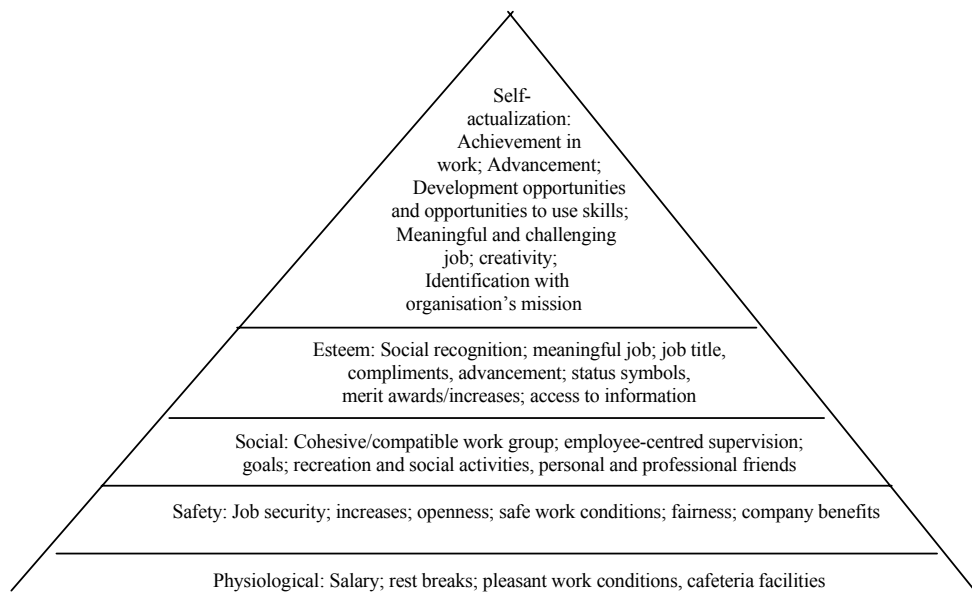 Self-
actualization:
Achievement in
work; Advancement;
Development opportunities
and opportunities to use skills;
Meaningful and challenging
job; creativity;
Identification with
organisation’s mission
Esteem: Social recognition; meaningful job; job title,
compliments, advancement; status symbols,
merit awards/increases; access to information
Social: Cohesive/compatible work group; employee-centred supervision;
goals; recreation and social activities, personal and professional friends
Safety: Job security; increases; openness; safe work conditions; fairness; company benefits
Physiological: Salary; rest breaks; pleasant work conditions, cafeteria facilities